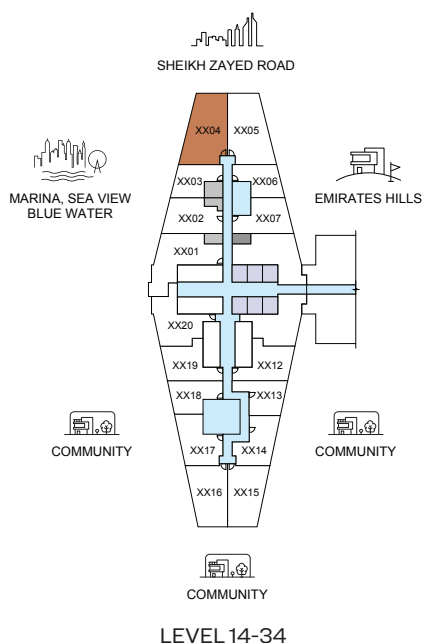 SHEIKH ZAYED ROAD
XX04
XX05
MARINA, SEA VIEW
BLUE WATER
XX03
XX06
EMIRATES HILLS
XX02
XX07
XX01
XX20
XX19
XX12
XX18
XX13
COMMUNITY
COMMUNITY
XX17
XX14
XX16
XX15
COMMUNITY
LEVEL 14-34